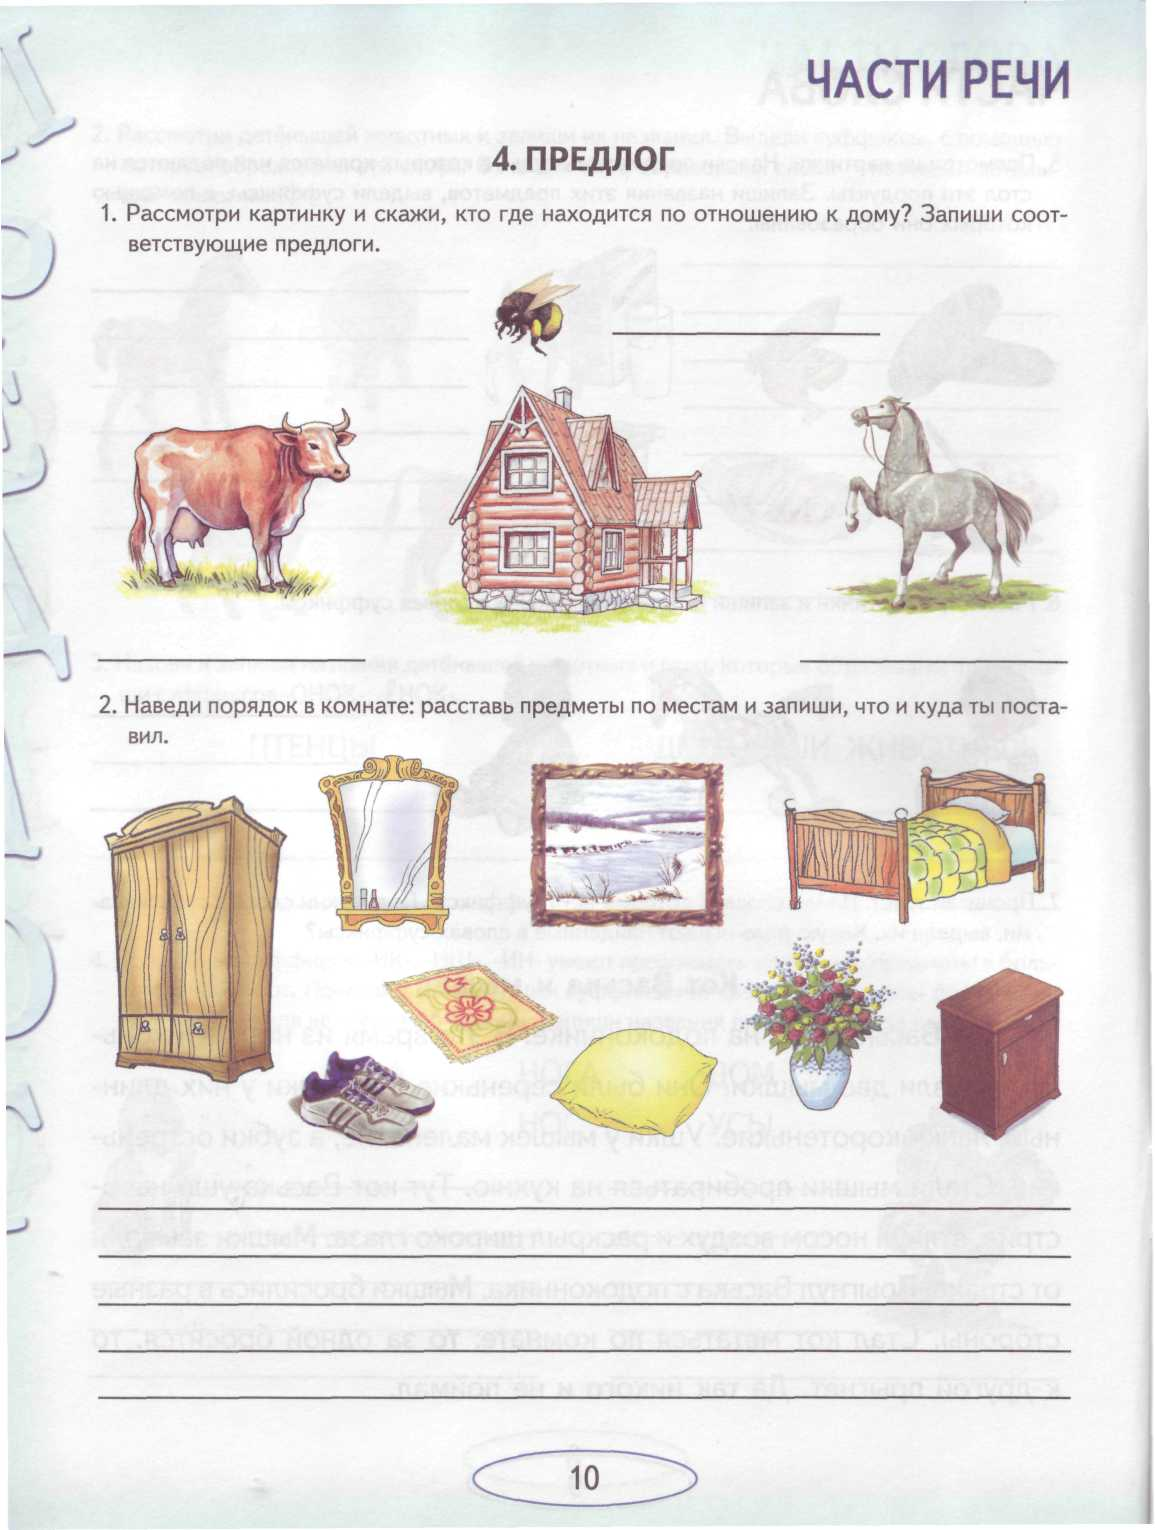 ЧАСТИ РЕЧИ
4. ПРЕДЛОГ
1. Рассмотри картинку и скажи, кто где находится по отношению к дому? Запиши соот-
ветствующие предлоги.
2. Наведи порядок в комнате: расставь предметы по местам и запиши, что и куда ты поста-
вил.
10